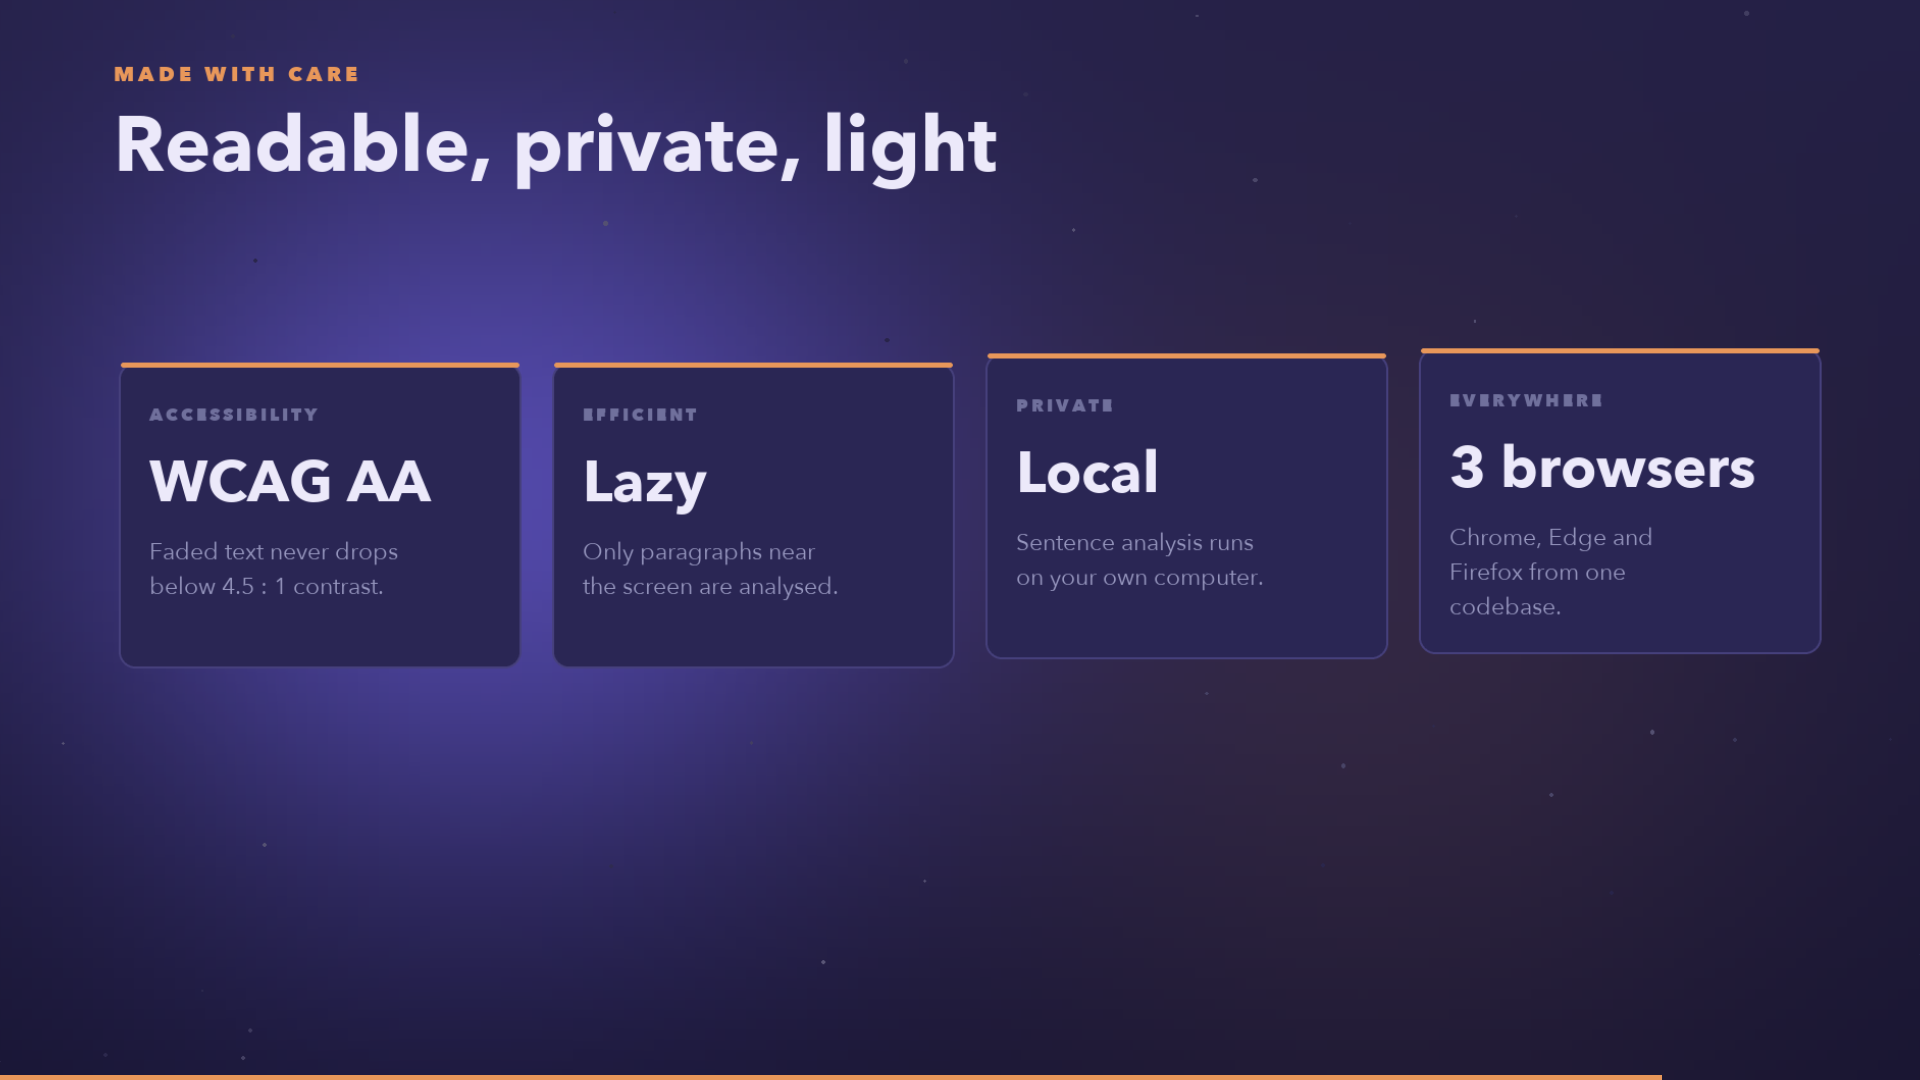 MADE WITH CARE
Readable, private, light
ACCESSIBILITY
WCAG AA
Faded text never drops
below 4.5 : 1 contrast.
EFFICIENT
Lazy
Only paragraphs near
the screen are analysed.
PRIVATE
Local
Sentence analysis runs
on your own computer.
EVERYWHERE
3 browsers
Chrome, Edge and
Firefox from one
codebase.